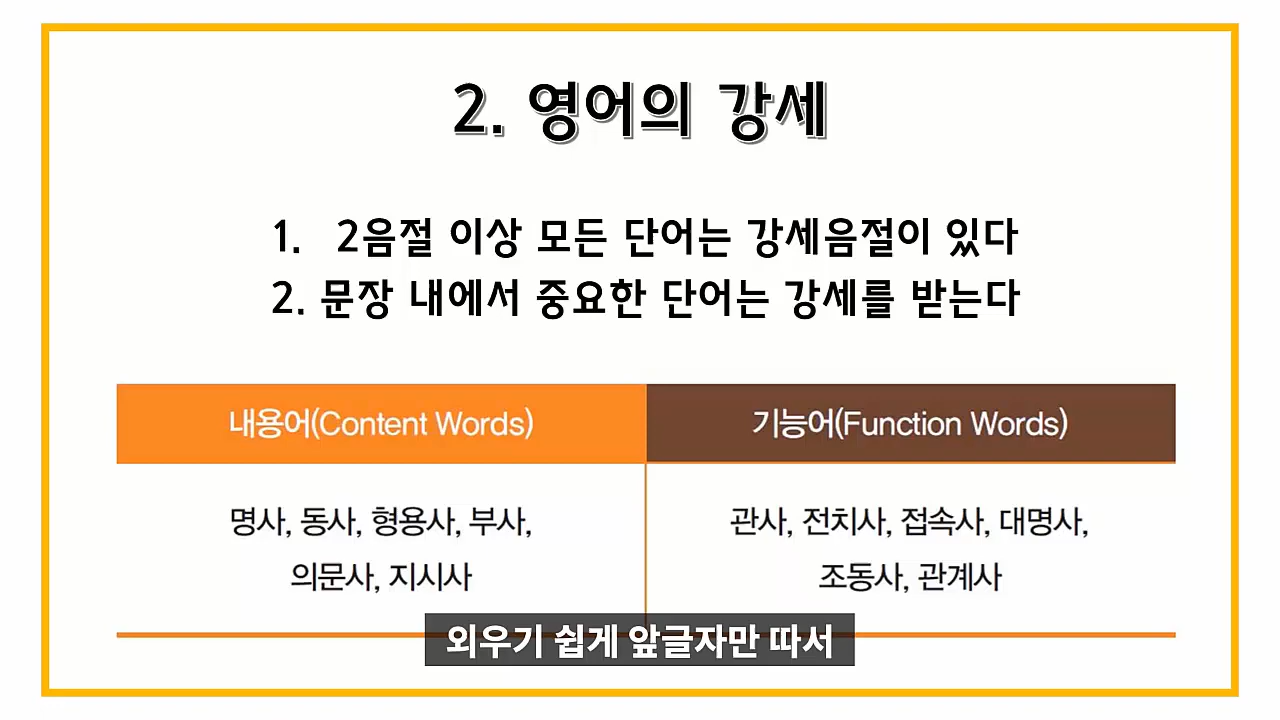 2. 영어의 강세
1. 2음절 이상 모든 단어는 강세음절이 있다
2. 문장 내에서 중요한 단어는 강세를 받는다
내용어(Content Words)
기능어(Function Words)
명사, 동사, 형용사, 부사,
의문사, 지시사
관사, 전치사, 접속사, 대명사,
조동사, 관계사
외우기 쉽게 앞글자만 따서